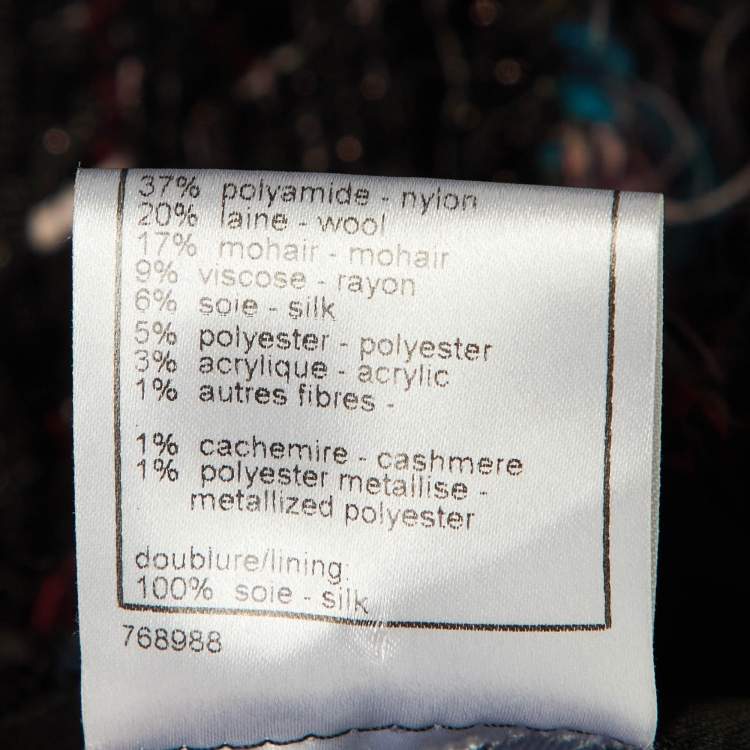 37% polyamide - nylon
20% laine - wool
17% mohair - mohair
9% viscose - rayon
6% soie - silk
5% polyester - polyester
3% acrylique - acrylic
1% autres fibres -
1% cachemire - cashmere
1% polyester metallise -
metallized polyester
doublure/lining:
100% soie - silk
768988